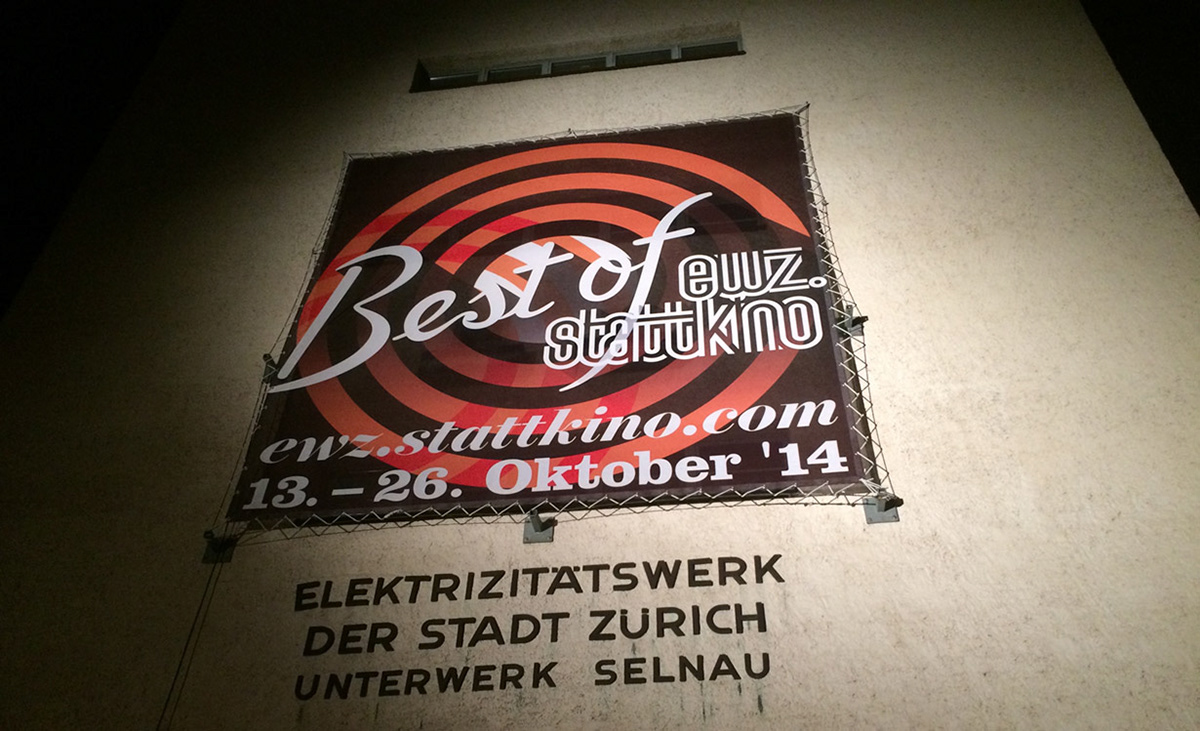 Best of ewz.
stattkino
ewz.stattkino.com
13. – 26. Oktober '14
ELEKTRIZITÄTSWERK
DER STADT ZÜRICH
UNTERWERK SELNAU